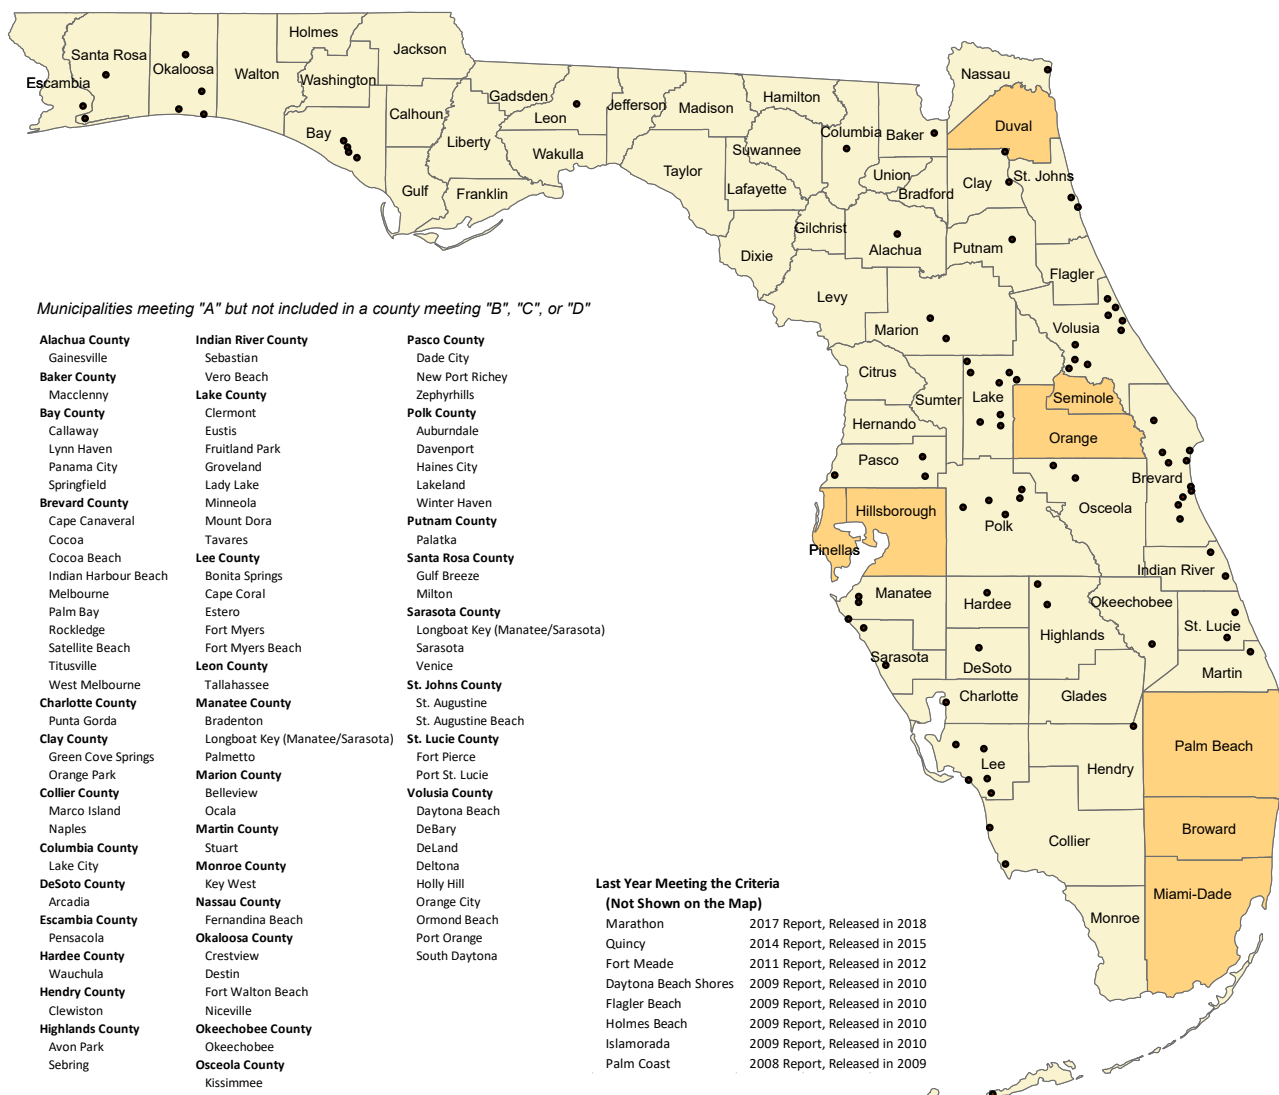 Holmes
Jackson
Santa Rosa
Okaloosa
Walton
Washington
Escambia
Gadsden
Jefferson
Madison
Hamilton
Nassau
Calhoun
Leon
Bay
Liberty
Columbia
Baker
Duval
Wakulla
Suwannee
Taylor
Union
Clay
St. Johns
Gulf
Franklin
Lafayette
Bradford
Gilchrist
Alachua
Putnam
Dixie
Flagler
Levy
Marion
Volusia
Citrus
Sumter
Lake
Seminole
Hernando
Orange
Pasco
Brevard
Hillsborough
Osceola
Polk
Pinellas
Indian River
Manatee
Hardee
Okeechobee
Highlands
St. Lucie
Sarasota
DeSoto
Martin
Charlotte
Glades
Palm Beach
Lee
Hendry
Broward
Collier
Miami-Dade
Monroe
Municipalities meeting "A" but not included in a county meeting "B", "C", or "D"
Alachua County
Gainesville
Baker County
Macclenny
Bay County
Callaway
Lynn Haven
Panama City
Springfield
Brevard County
Cape Canaveral
Cocoa
Cocoa Beach
Indian Harbour Beach
Melbourne
Palm Bay
Rockledge
Satellite Beach
Titusville
West Melbourne
Charlotte County
Punta Gorda
Clay County
Green Cove Springs
Orange Park
Collier County
Marco Island
Naples
Columbia County
Lake City
DeSoto County
Arcadia
Escambia County
Pensacola
Hardee County
Wauchula
Hendry County
Clewiston
Highlands County
Avon Park
Sebring
Indian River County
Sebastian
Vero Beach
Lake County
Clermont
Eustis
Fruitland Park
Groveland
Lady Lake
Minneola
Mount Dora
Tavares
Lee County
Bonita Springs
Cape Coral
Estero
Fort Myers
Fort Myers Beach
Leon County
Tallahassee
Manatee County
Bradenton
Longboat Key (Manatee/Sarasota)
Palmetto
Marion County
Belleview
Ocala
Martin County
Stuart
Monroe County
Key West
Nassau County
Fernandina Beach
Okaloosa County
Crestview
Destin
Fort Walton Beach
Niceville
Okeechobee County
Okeechobee
Osceola County
Kissimmee
Pasco County
Dade City
New Port Richey
Zephyrhills
Polk County
Auburndale
Davenport
Haines City
Lakeland
Winter Haven
Putnam County
Palatka
Santa Rosa County
Gulf Breeze
Milton
Sarasota County
Longboat Key (Manatee/Sarasota)
Sarasota
Venice
St. Johns County
St. Augustine
St. Augustine Beach
St. Lucie County
Fort Pierce
Port St. Lucie
Volusia County
Daytona Beach
DeBary
DeLand
Deltona
Holly Hill
Orange City
Ormond Beach
Port Orange
South Daytona
Last Year Meeting the Criteria
(Not Shown on the Map)
Marathon 2017 Report, Released in 2018
Quincy 2014 Report, Released in 2015
Fort Meade 2011 Report, Released in 2012
Daytona Beach Shores 2009 Report, Released in 2010
Flagler Beach 2009 Report, Released in 2010
Holmes Beach 2009 Report, Released in 2010
Islamorada 2009 Report, Released in 2010
Palm Coast 2008 Report, Released in 2009